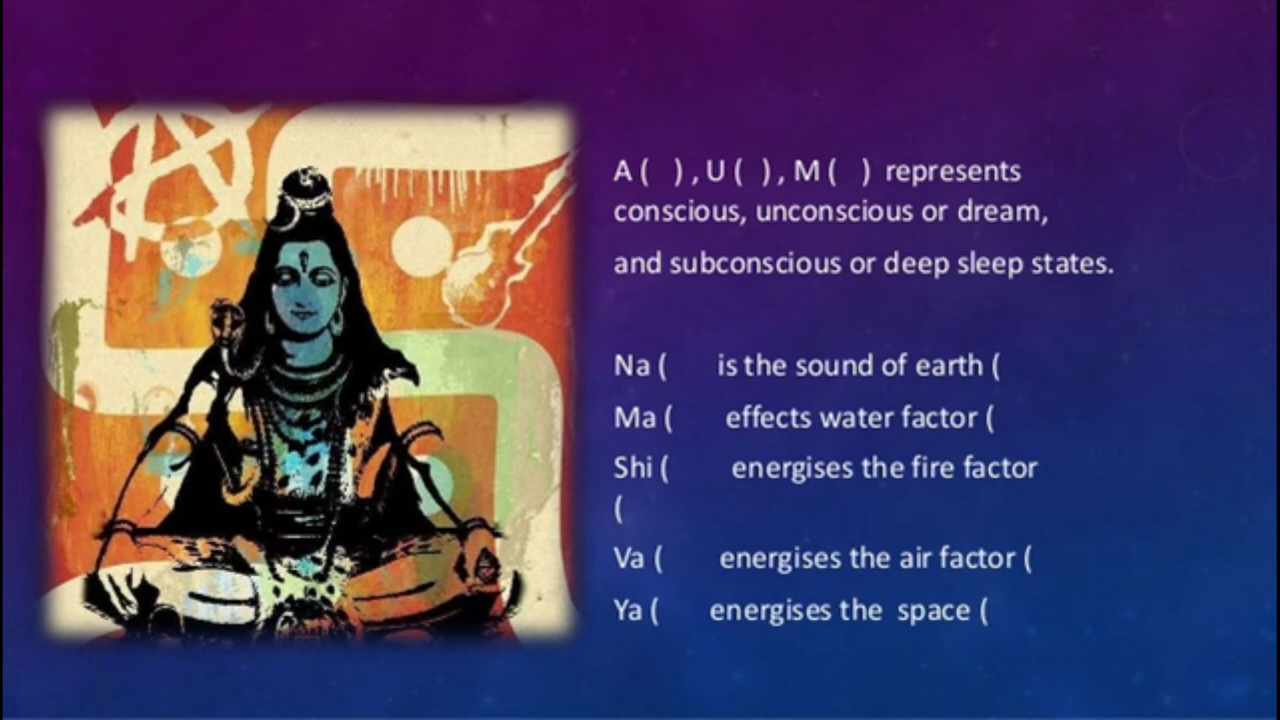 A ( ) , U ( ) , M ( ) represents
conscious, unconscious or dream,
and subconscious or deep sleep states.
Na ( is the sound of earth (
Ma ( effects water factor (
Shi ( energises the fire factor
(
Va ( energises the air factor (
Ya ( energises the space (